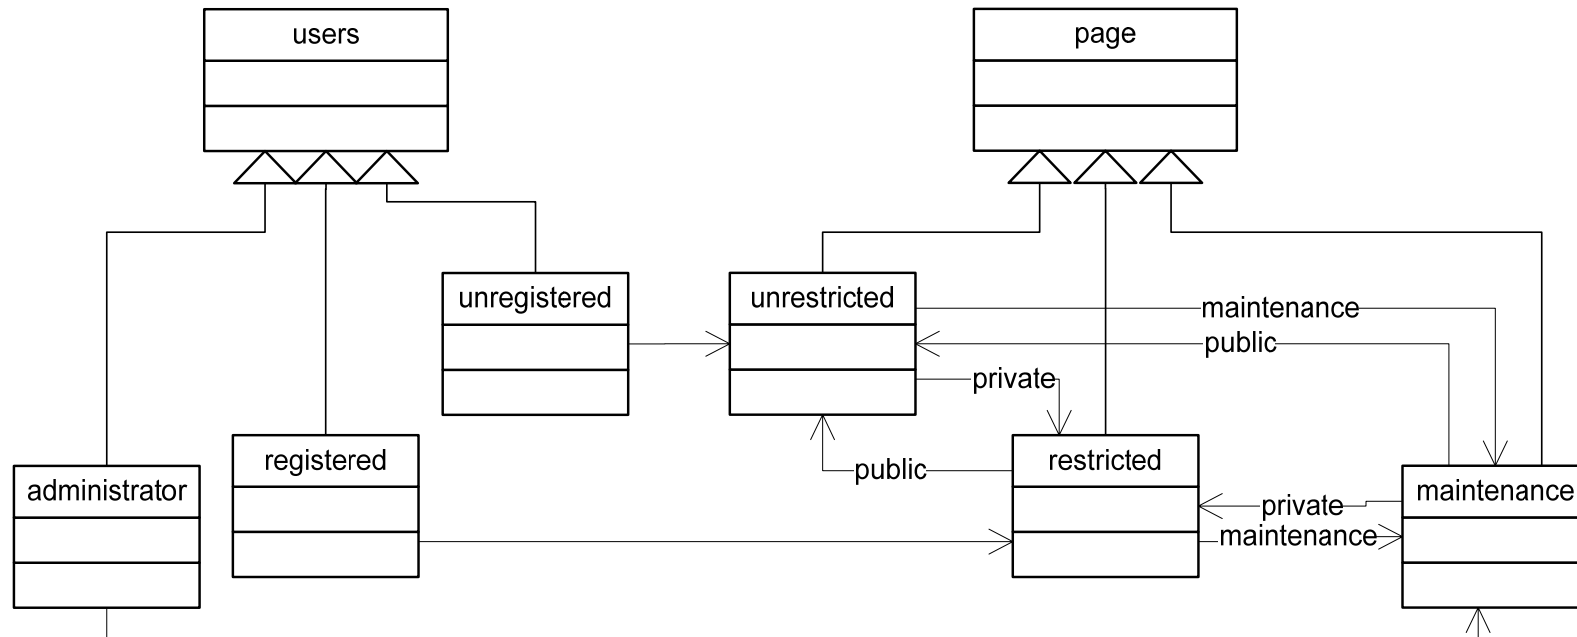 users
page
unregistered
unrestricted
maintenance
public
private
registered
restricted
public
administrator
maintenance
private
maintenance